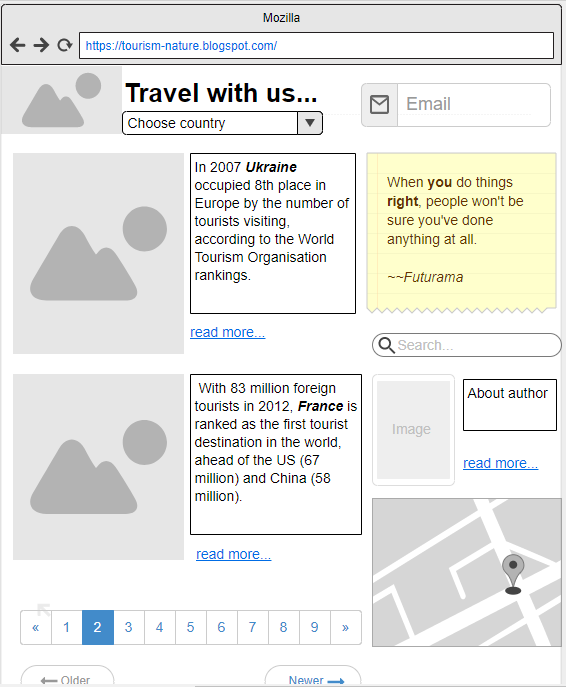 Mozilla
https://tourism-nature.blogspot.com/
Travel with us...
Choose country
Email
In 2007 Ukraine
occupied 8th place in
Europe by the number of
tourists visiting,
according to the World
Tourism Organisation
rankings.
read more...
When you do things
right, people won't be
sure you've done
anything at all.
~~Futurama
Search...
With 83 million foreign
tourists in 2012, France is
ranked as the first tourist
destination in the world,
ahead of the US (67
million) and China (58
million).
read more...
Image
About author
read more...
« 1 2 3 4 5 6 7 8 9 »
Older
Newer